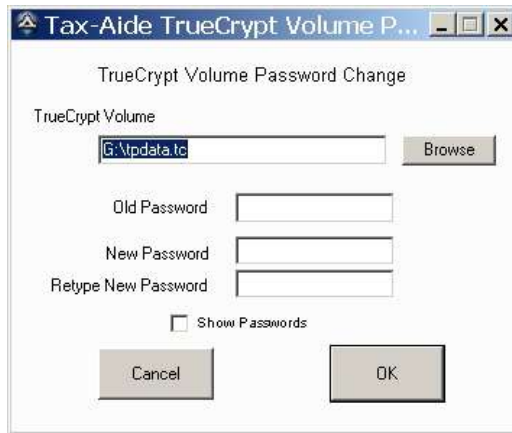 Tax-Aide TrueCrypt Volume P...
TrueCrypt Volume Password Change
TrueCrypt Volume
G:\tpdata.tc
Browse
Old Password
New Password
Retype New Password
Show Passwords
Cancel
OK